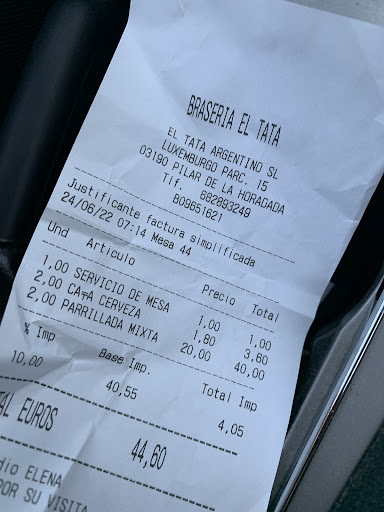 BRASERIA EL TATA
EL TATA ARGENTINO SL
LUXEMBURGO PARC. 15
03190 PILAR DE LA HORADADA
Tlf. 662893249
B09651621
Justificante factura simplificada
24/06/22 07:14 Mesa 44
Und Articulo Precio Total
1,00 SERVICIO DE MESA 1,00 1,00
2,00 CAÑA CERVEZA 1,80 3,60
2,00 PARRILLADA MIXTA 20,00 40,00
% Imp Base Imp. Total Imp
10,00 40,55 4,05
AL EUROS 44,60
dio ELENA
POR SU VISITA